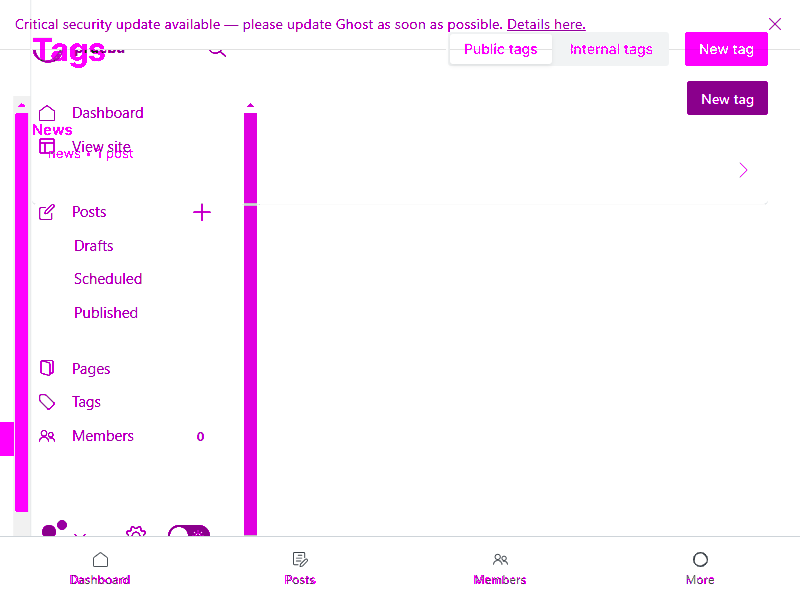 Critical security update available — please update Ghost as soon as possible. Details here.
Tags
Public tags
Internal tags
New tag
New tag
Dashboard
News
View site
news • 1 post
Posts
Drafts
Scheduled
Published
Pages
Tags
Members
0
Dashboard
Posts
Members
More